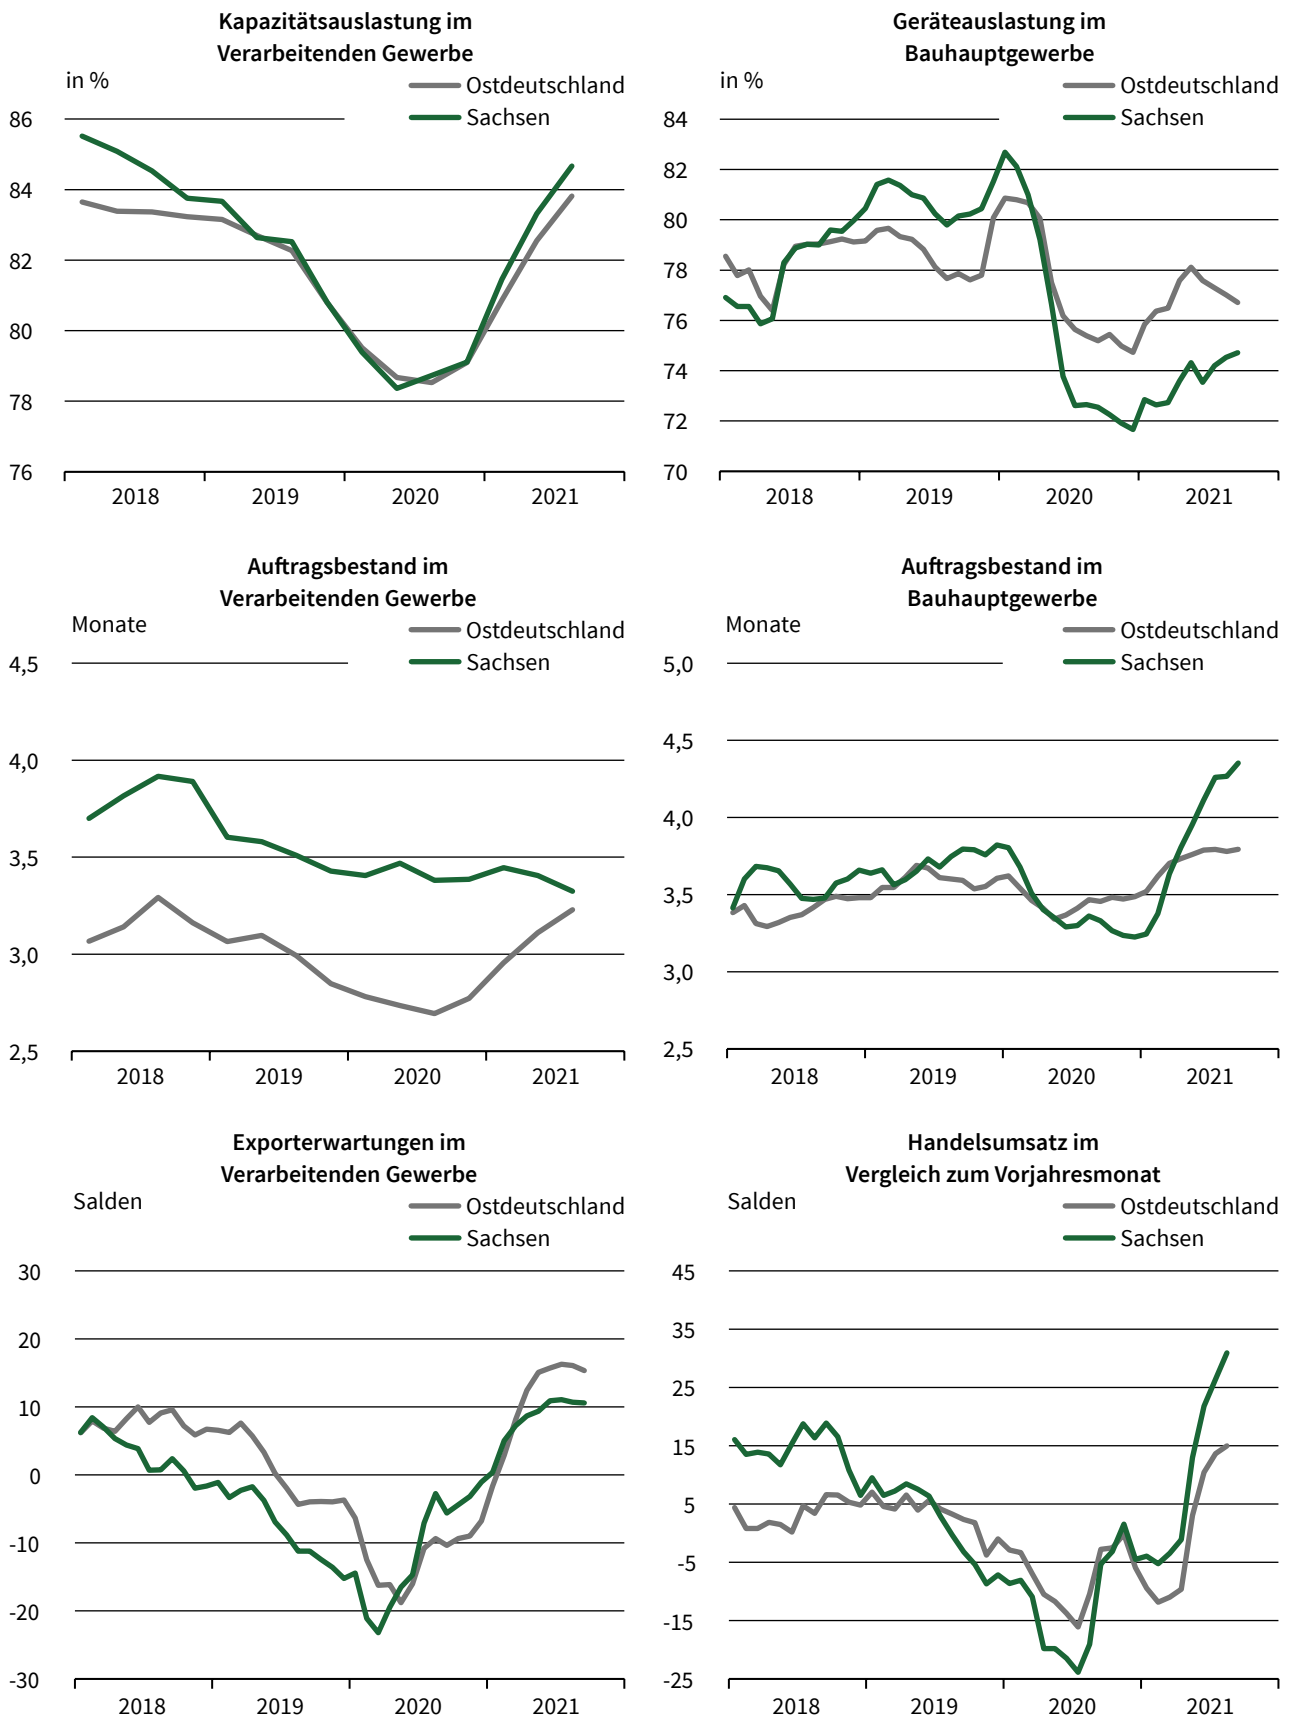 Kapazitätsauslastung im
Verarbeitenden Gewerbe
in %
Ostdeutschland
Sachsen
86
84
82
80
78
76
2018 2019 2020 2021
Geräteauslastung im
Bauhauptgewerbe
in %
Ostdeutschland
Sachsen
84
82
80
78
76
74
72
70
2018 2019 2020 2021
Auftragsbestand im
Verarbeitenden Gewerbe
Monate
Ostdeutschland
Sachsen
4,5
4,0
3,5
3,0
2,5
2018 2019 2020 2021
Auftragsbestand im
Bauhauptgewerbe
Monate
Ostdeutschland
Sachsen
5,0
4,5
4,0
3,5
3,0
2,5
2018 2019 2020 2021
Exporterwartungen im
Verarbeitenden Gewerbe
Salden
Ostdeutschland
Sachsen
30
20
10
0
-10
-20
-30
2018 2019 2020 2021
Handelsumsatz im
Vergleich zum Vorjahresmonat
Salden
Ostdeutschland
Sachsen
45
35
25
15
5
-5
-15
-25
2018 2019 2020 2021